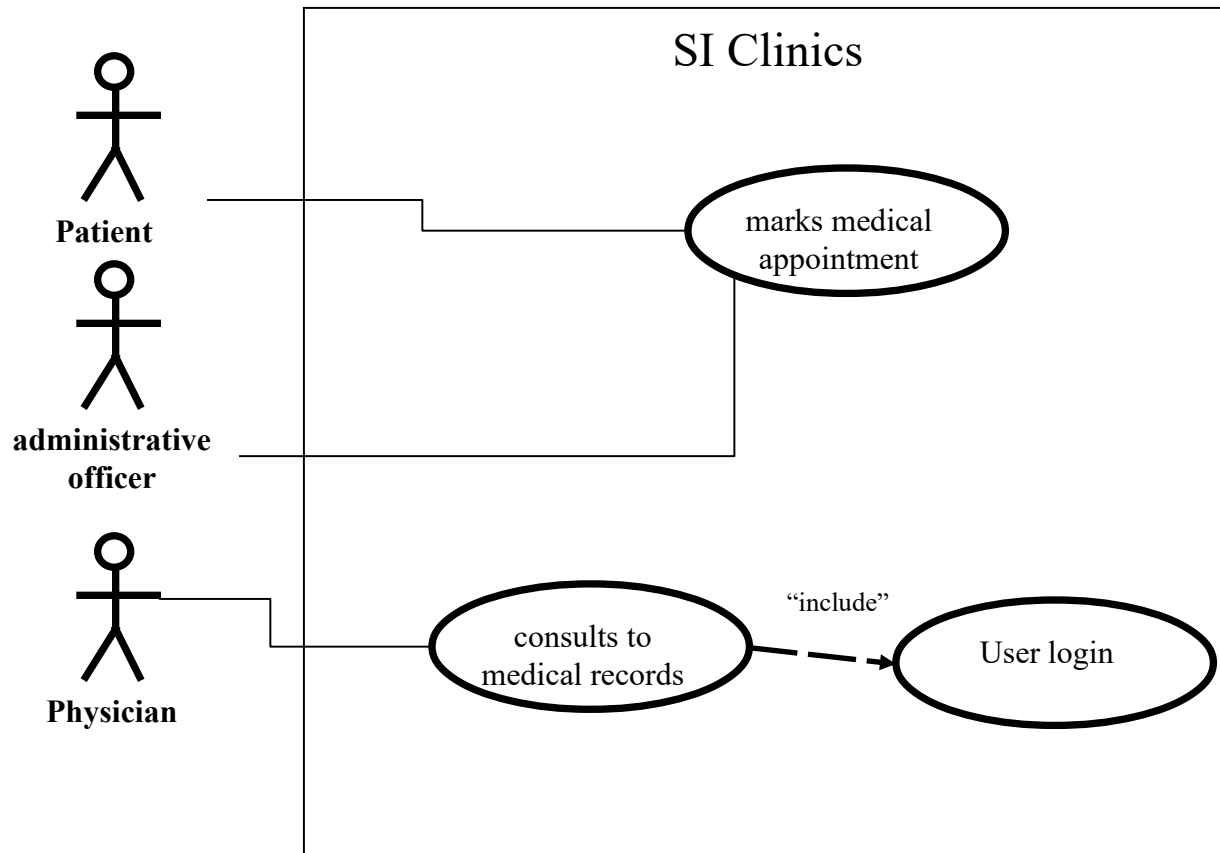 SI Clinics
Patient
marks medical
appointment
administrative
officer
Physician
consults to
medical records
“include”
User login